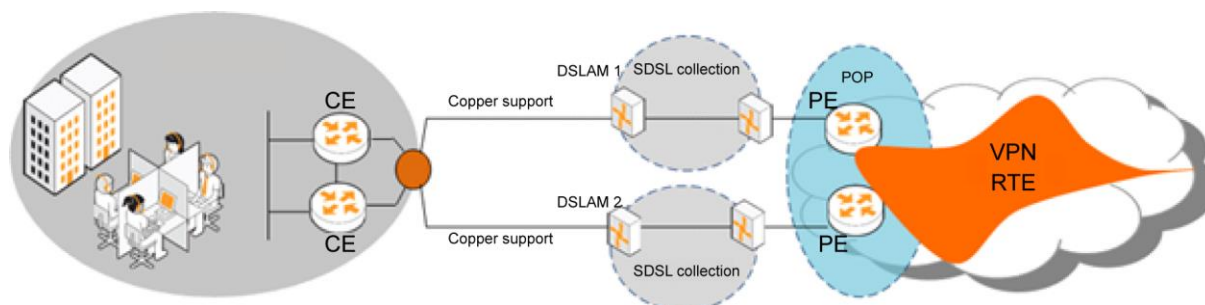 CE
CE
Copper support
Copper support
DSLAM 1
SDSL collection
DSLAM 2
SDSL collection
POP
PE
PE
VPN
RTE